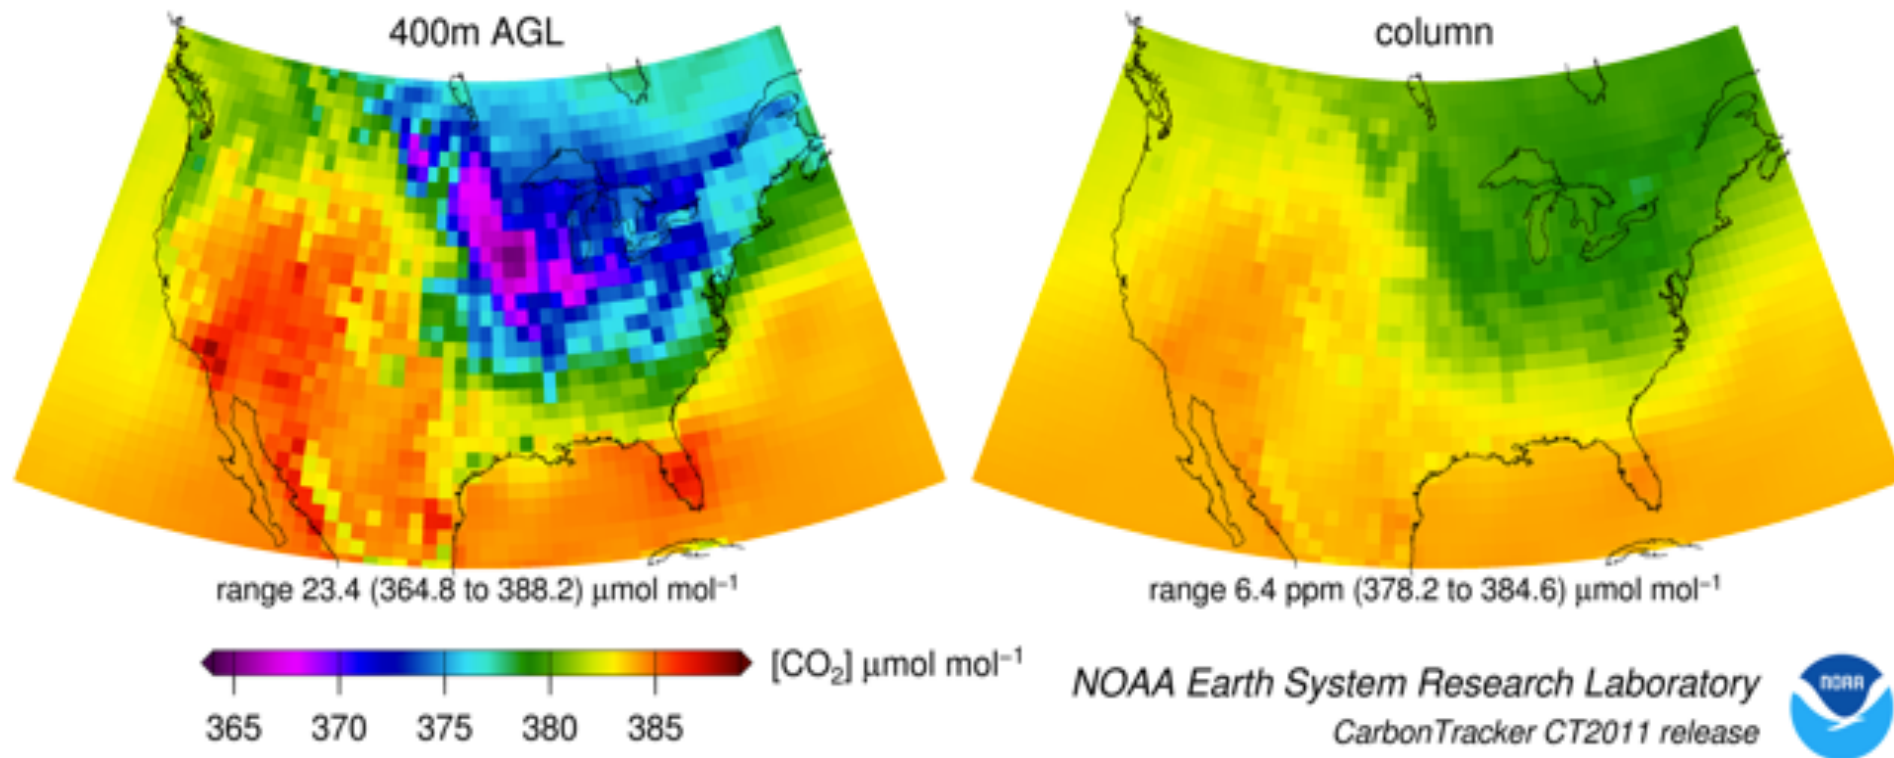 400m AGL
column
range 23.4 (364.8 to 388.2) μmol mol⁻¹
range 6.4 ppm (378.2 to 384.6) μmol mol⁻¹
[CO₂] μmol mol⁻¹
365 370 375 380 385
NOAA Earth System Research Laboratory
CarbonTracker CT2011 release
NOAA